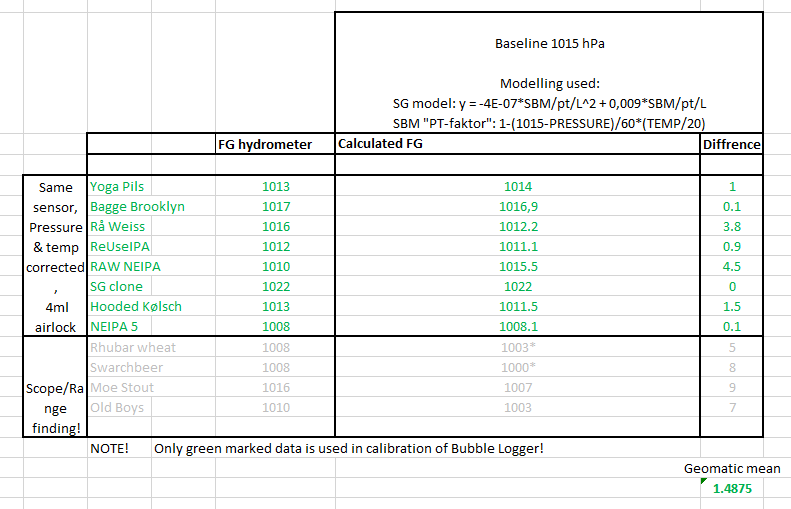 Baseline 1015 hPa
Modelling used:
SG model: y = -4E-07*SBM/pt/L^2 + 0,009*SBM/pt/L
SBM "PT-faktor": 1-(1015-PRESSURE)/60*(TEMP/20)
FG hydrometer Calculated FG Diffrence
Same
sensor,
Pressure
& temp
corrected
,
4ml
airlock
Yoga Pils 1013 1014 1
Bagge Brooklyn 1017 1016,9 0.1
Rå Weiss 1016 1012.2 3.8
ReUseIPA 1012 1011.1 0.9
RAW NEIPA 1010 1015.5 4.5
SG clone 1022 1022 0
Hooded Kølsch 1013 1011.5 1.5
NEIPA 5 1008 1008.1 0.1
Scope/Ra
nge
finding!
Rhubar wheat 1008 1003* 5
Swarchbeer 1008 1000* 8
Moe Stout 1016 1007 9
Old Boys 1010 1003 7
NOTE! Only green marked data is used in calibration of Bubble Logger!
Geomatic mean
1.4875